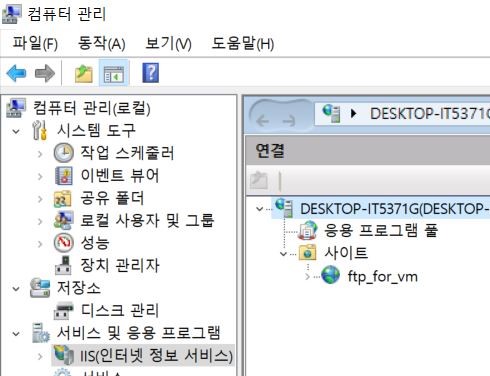 컴퓨터 관리
파일(F) 동작(A) 보기(V) 도움말(H)
컴퓨터 관리(로컬)
시스템 도구
작업 스케줄러
이벤트 뷰어
공유 폴더
로컬 사용자 및 그룹
성능
장치 관리자
저장소
디스크 관리
서비스 및 응용 프로그램
IIS(인터넷 정보 서비스)
서비스
DESKTOP-IT5371G
연결
DESKTOP-IT5371G(DESKTOP-
응용 프로그램 풀
사이트
ftp_for_vm